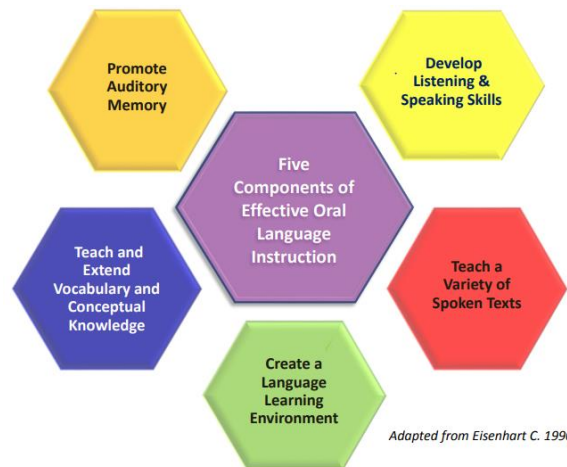 Promote
Auditory
Memory
Develop
Listening &
Speaking Skills
Five
Components of
Effective Oral
Language
Instruction
Teach and
Extend
Vocabulary and
Conceptual
Knowledge
Teach a
Variety of
Spoken Texts
Create a
Language
Learning
Environment
Adapted from Eisenhart C. 1990